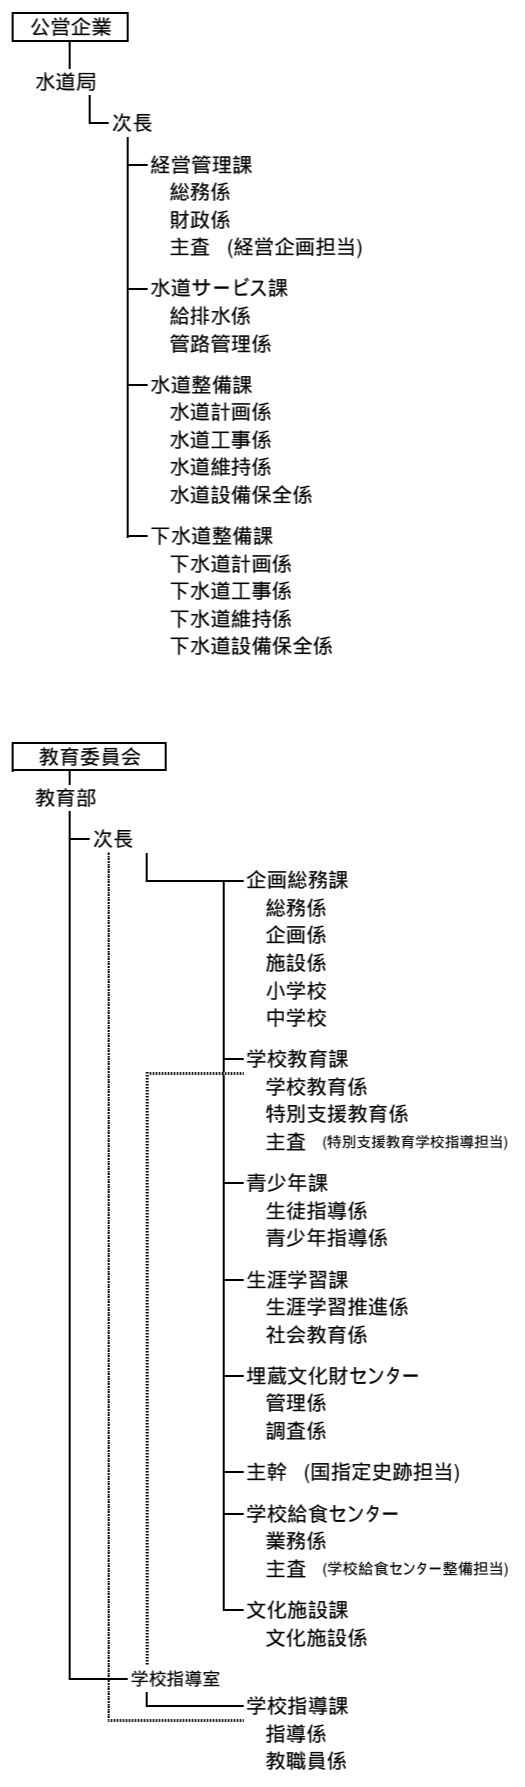 公営企業
水道局
次長
経営管理課
総務係
財政係
主査 (経営企画担当)
水道サービス課
給排水係
管路管理係
水道整備課
水道計画係
水道工事係
水道維持係
水道設備保全係
下水道整備課
下水道計画係
下水道工事係
下水道維持係
下水道設備保全係
教育委員会
教育部
次長
企画総務課
総務係
企画係
施設係
小学校
中学校
学校教育課
学校教育係
特別支援教育係
主査 (特別支援教育学校指導担当)
青少年課
生徒指導係
青少年指導係
生涯学習課
生涯学習推進係
社会教育係
埋蔵文化財センター
管理係
調査係
主幹 (国指定史跡担当)
学校給食センター
業務係
主査 (学校給食センター整備担当)
文化施設課
文化施設係
学校指導室
学校指導課
指導係
教職員係